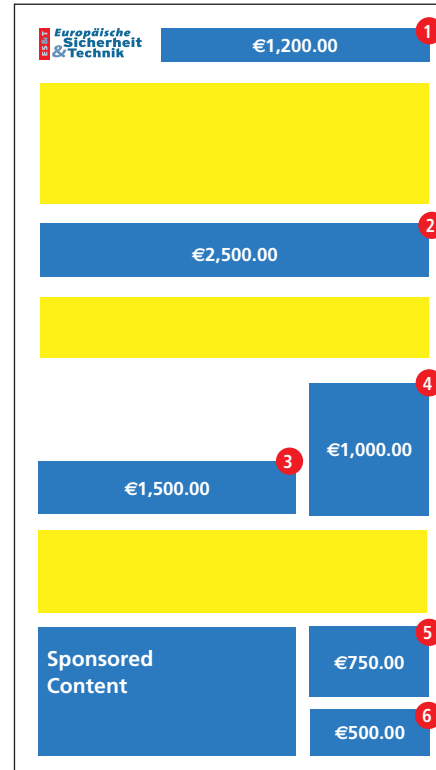 ES&T
Europäische
Sicherheit
&Technik
€1,200.00
1
€2,500.00
2
€1,000.00
4
€1,500.00
3
Sponsored
Content
€750.00
5
€500.00
6